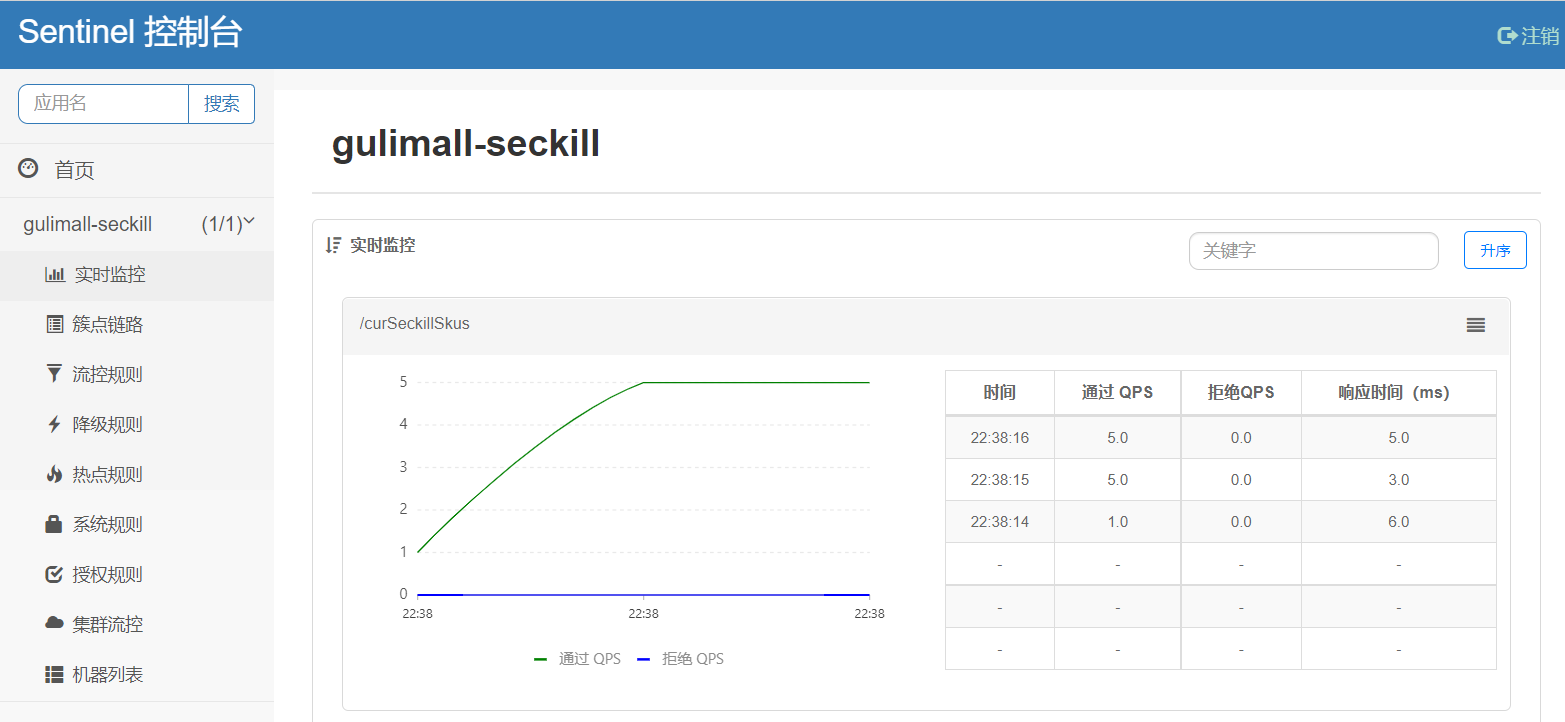 Sentinel 控制台
注销
应用名 搜索
首页
gulimall-seckill (1/1)
实时监控
簇点链路
流控规则
降级规则
热点规则
系统规则
授权规则
集群流控
机器列表
gulimall-seckill
实时监控 关键字 升序
/curSeckillSkus
5
4
3
2
1
0
22:38 22:38 22:38
通过 QPS 拒绝 QPS
时间 通过 QPS 拒绝QPS 响应时间（ms）
22:38:16 5.0 0.0 5.0
22:38:15 5.0 0.0 3.0
22:38:14 1.0 0.0 6.0
- - - -
- - - -
- - - -